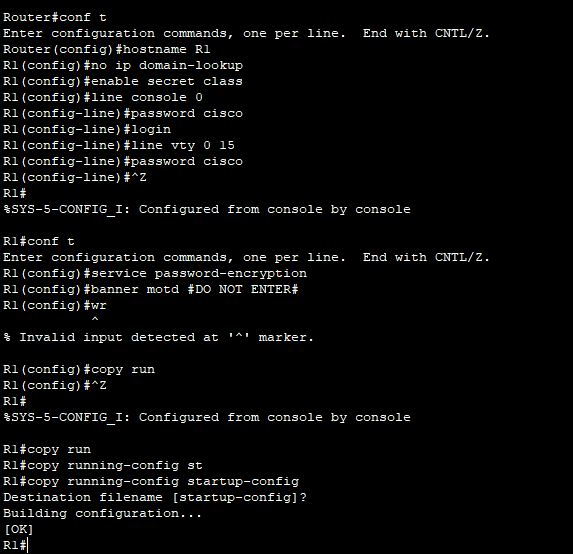 Router#conf t
Enter configuration commands, one per line.  End with CNTL/Z.
Router(config)#hostname R1
R1(config)#no ip domain-lookup
R1(config)#enable secret class
R1(config)#line console 0
R1(config-line)#password cisco
R1(config-line)#login
R1(config-line)#line vty 0 15
R1(config-line)#password cisco
R1(config-line)#^Z
R1#
%SYS-5-CONFIG_I: Configured from console by console
R1#conf t
Enter configuration commands, one per line.  End with CNTL/Z.
R1(config)#service password-encryption
R1(config)#banner motd #DO NOT ENTER#
R1(config)#wr
^
% Invalid input detected at '^' marker.
R1(config)#copy run
R1(config)#^Z
R1#
%SYS-5-CONFIG_I: Configured from console by console
R1#copy run
R1#copy running-config st
R1#copy running-config startup-config
Destination filename [startup-config]?
Building configuration...
[OK]
R1#